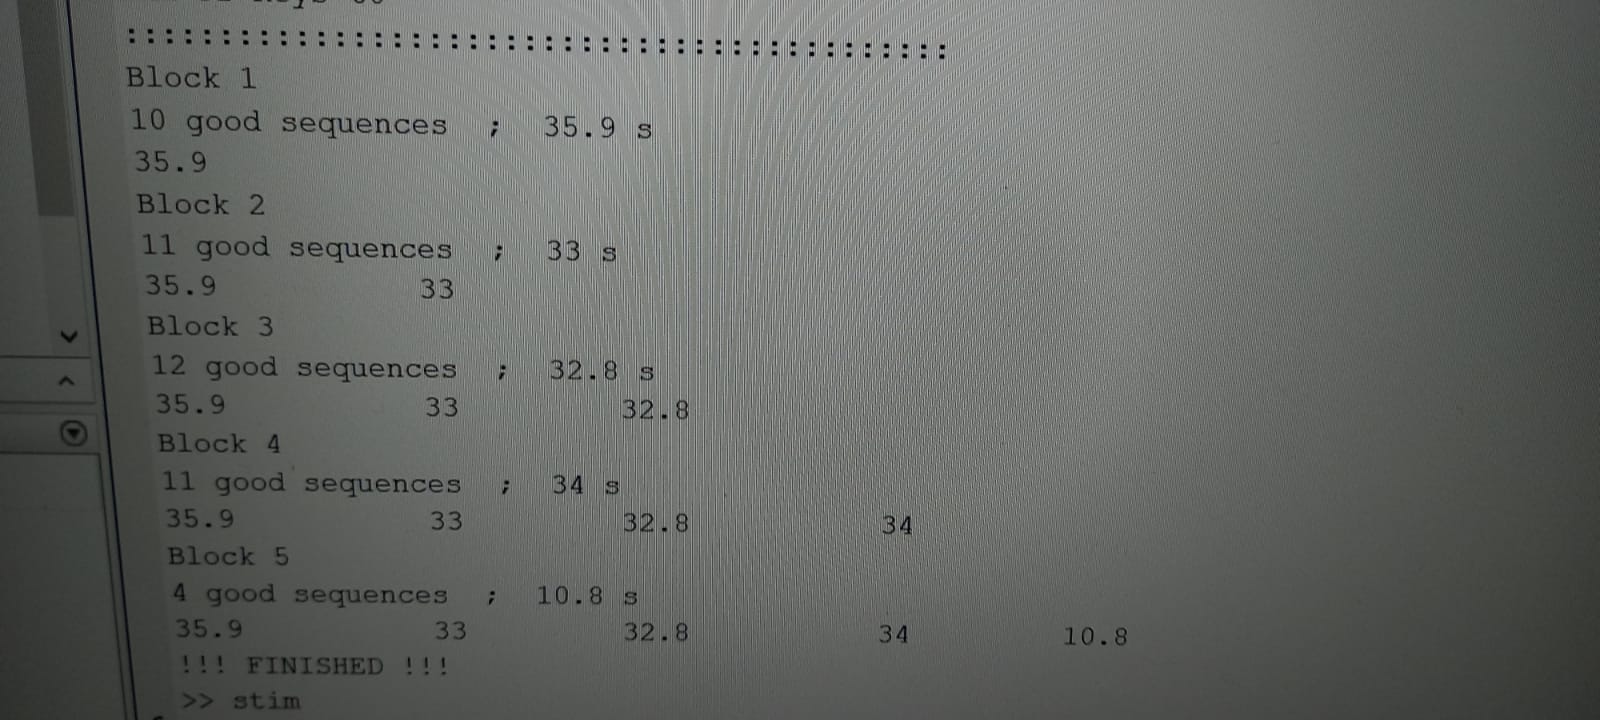 ::::::::::::::::::::::::::::::::::::::::::::
Block 1
10 good sequences ; 35.9 s
35.9
Block 2
11 good sequences ; 33 s
35.9 33
Block 3
12 good sequences ; 32.8 s
35.9 33 32.8
Block 4
11 good sequences ; 34 s
35.9 33 32.8 34
Block 5
4 good sequences ; 10.8 s
35.9 33 32.8 34 10.8
!!! FINISHED !!!
>> stim